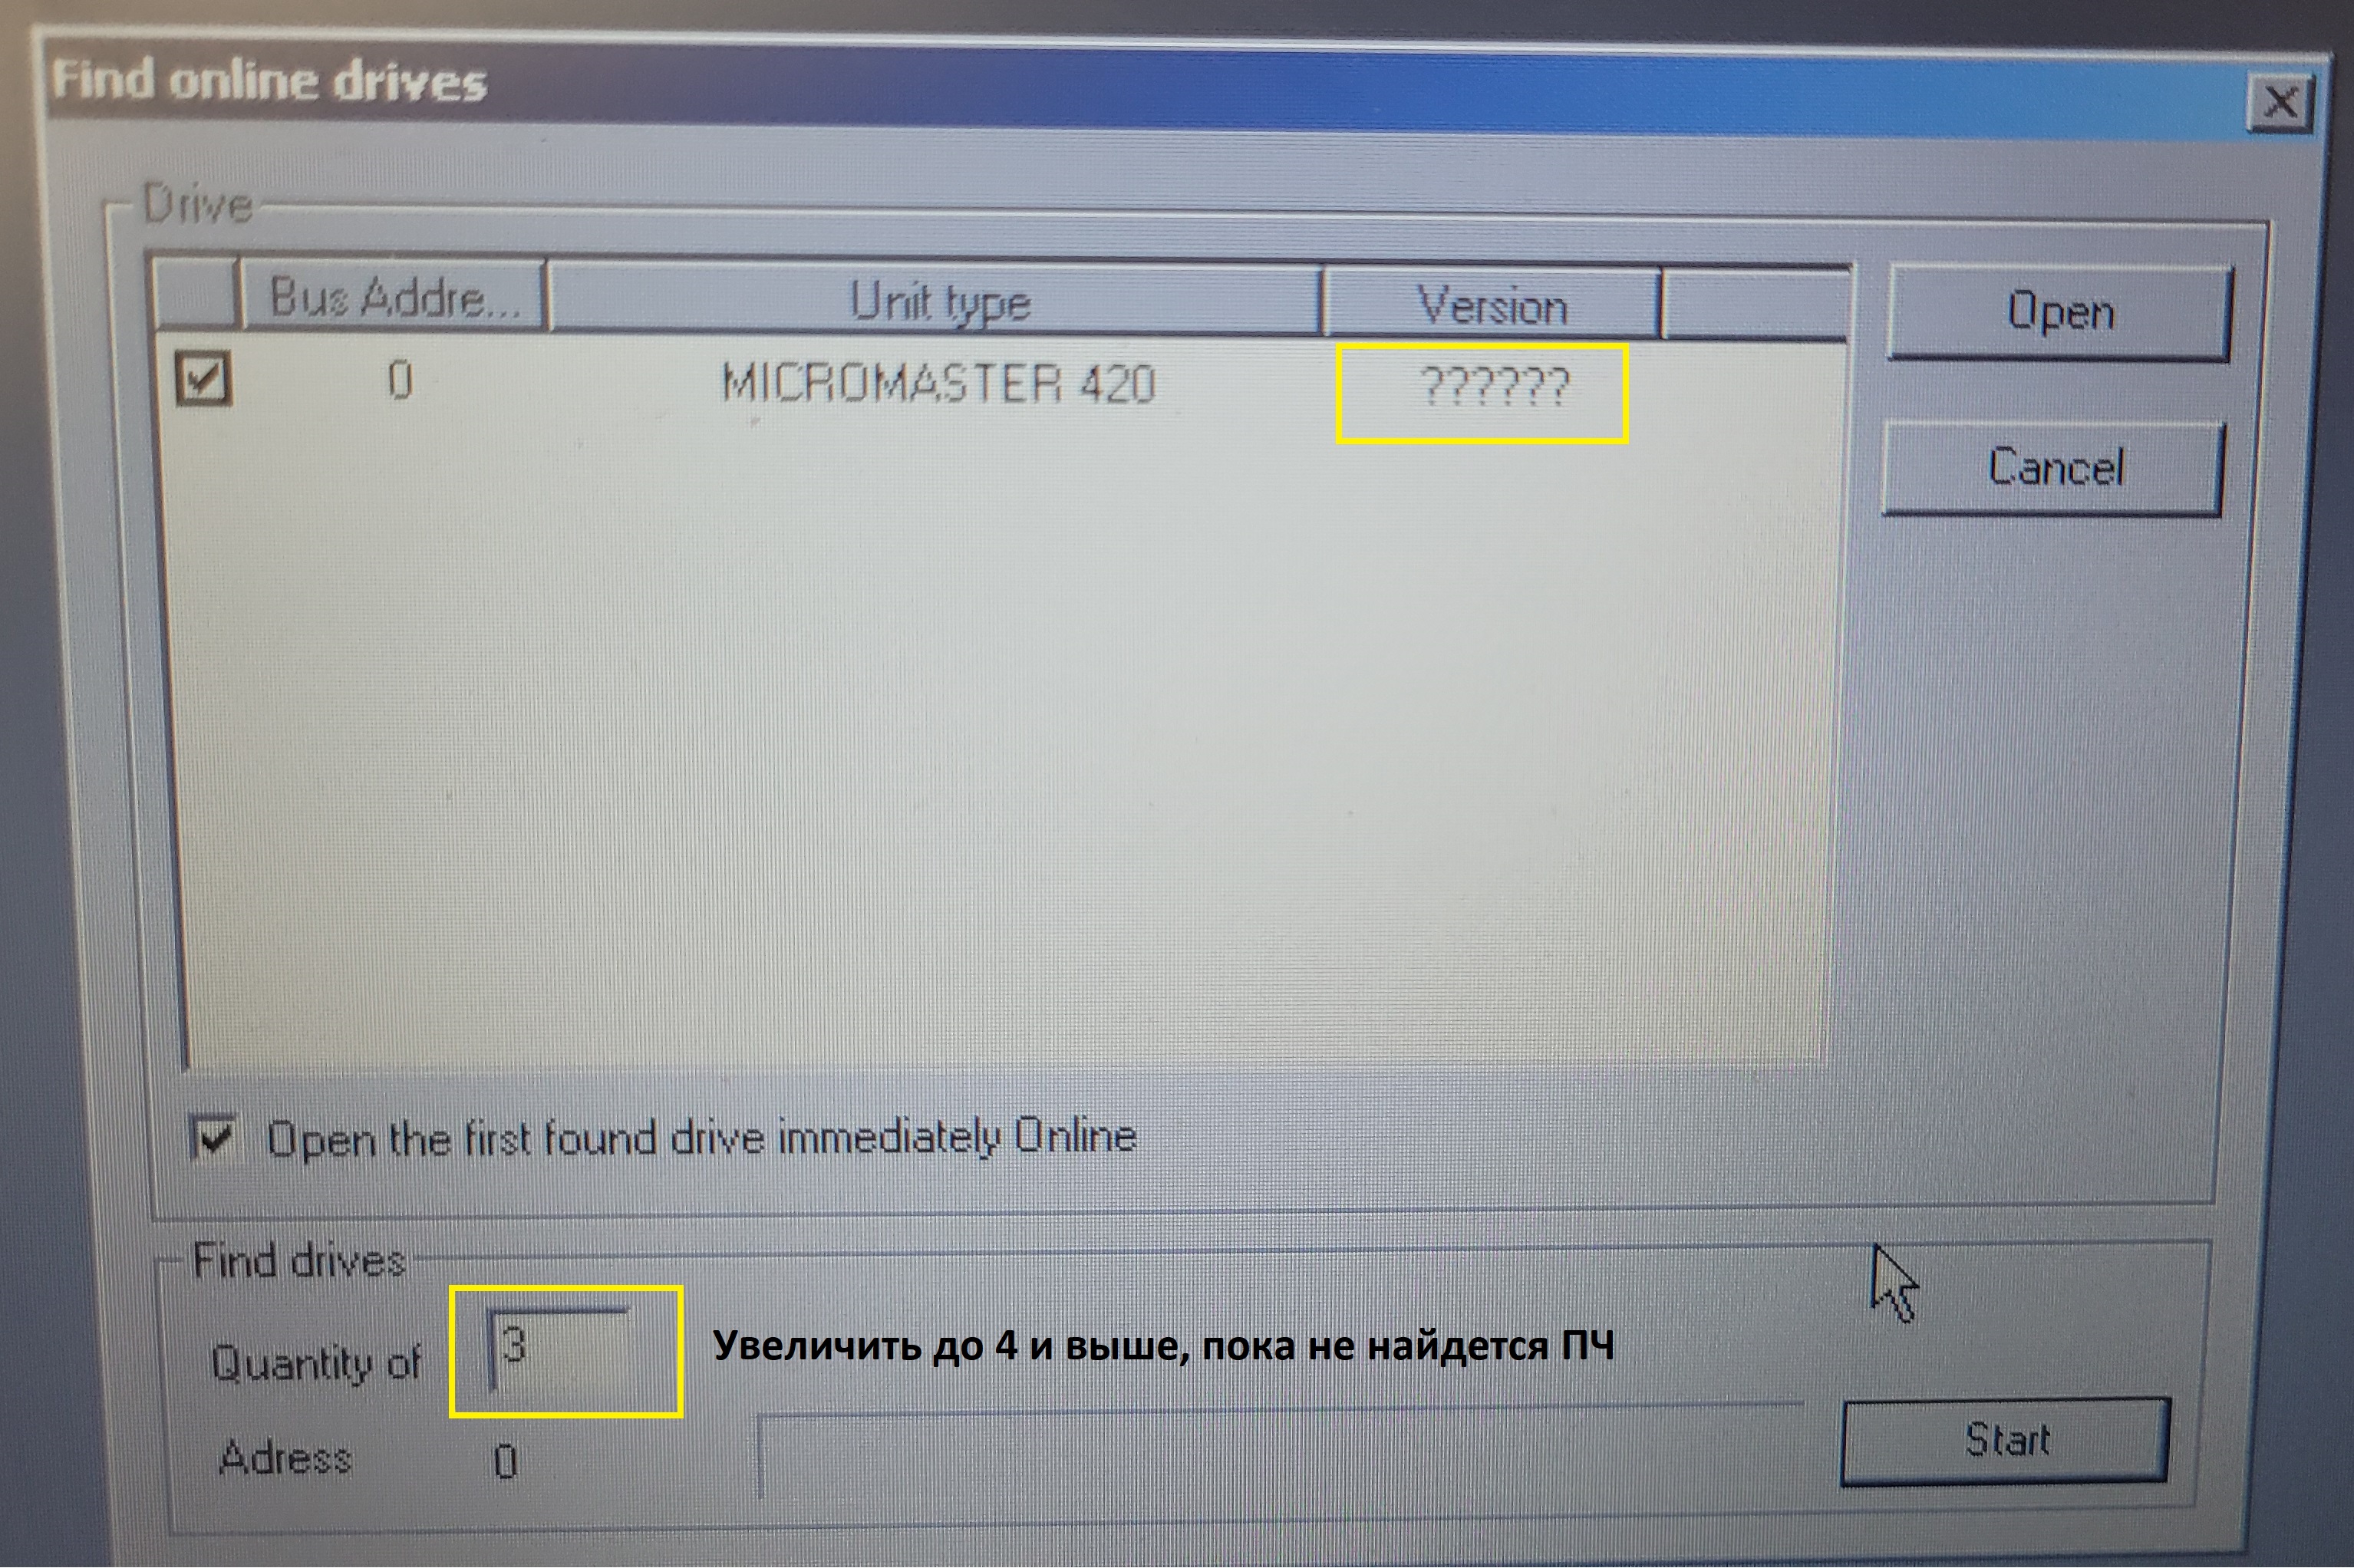 Find online drives
Drive
Bus Addre... Unit type Version
0 MICROMASTER 420 ??????
Open
Cancel
Open the first found drive immediately Online
Find drives
Quantity of 3 Увеличить до 4 и выше, пока не найдется ПЧ
Adress 0
Start